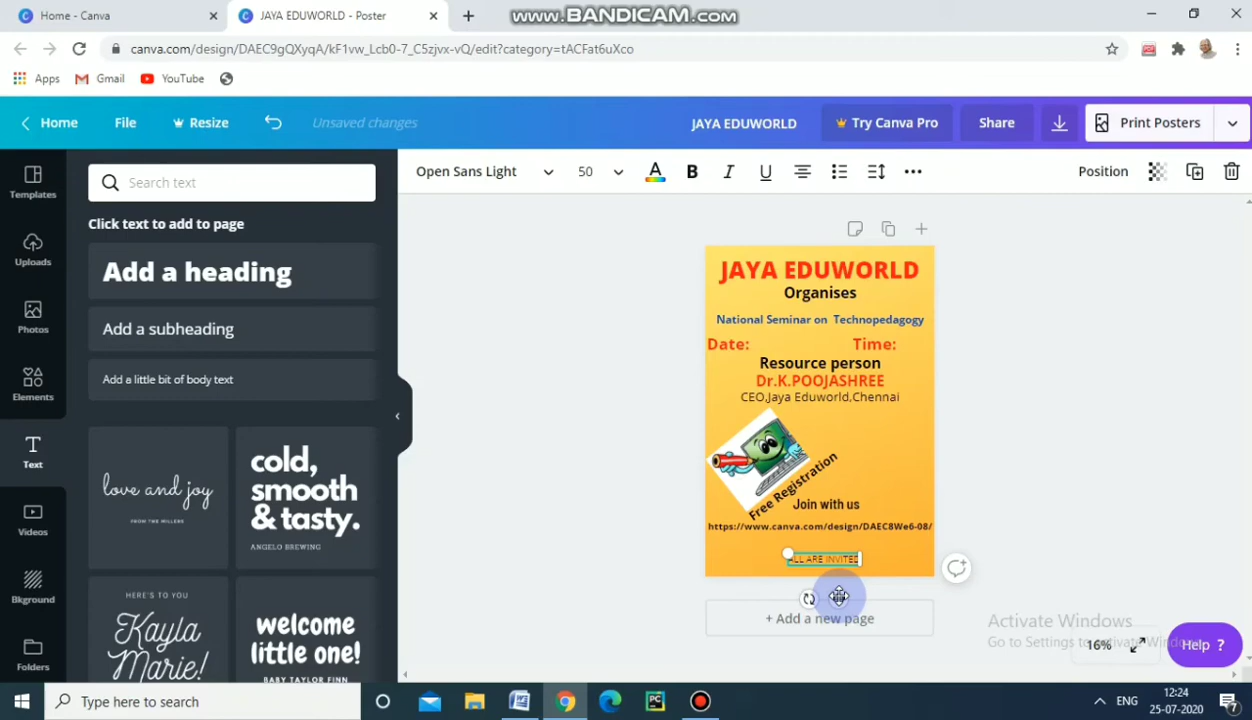 Home - Canva
JAYA EDUWORLD - Poster
www.BANDICAM.com
canva.com/design/DAEC9gQXyqA/kF1vw_Lcb0-7_C5zjvx-vQ/edit?category=tACFat6uXco
Apps
Gmail
YouTube
Home
File
Resize
Unsaved changes
JAYA EDUWORLD
Try Canva Pro
Share
Print Posters
Templates
Uploads
Photos
Elements
Text
Videos
Bkground
Folders
Search text
Click text to add to page
Add a heading
Add a subheading
Add a little bit of body text
love and joy
FROM THE MILLERS
cold,
smooth
& tasty.
ANGELO BREWING
HERE'S TO YOU
Kayla
Marie!
welcome
little one!
BABY TAYLOR FINN
Open Sans Light
50
A
B
I
U
Position
JAYA EDUWORLD
Organises
National Seminar on Technopedagogy
Date:
Time:
Resource person
Dr.K.POOJASHREE
CEO,Jaya Eduworld,Chennai
Free Registration
Join with us
https://www.canva.com/design/DAEC8We6-08/
ALL ARE INVITED
+ Add a new page
Activate Windows
Go to Settings to activate Windows.
16%
Help ?
Type here to search
ENG
12:24
25-07-2020
7